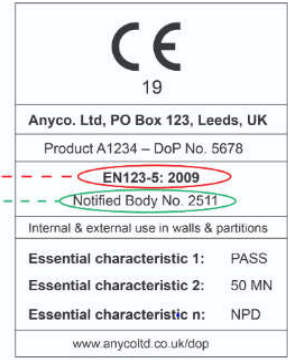 CE
19
Anyco. Ltd, PO Box 123, Leeds, UK
Product A1234 – DoP No. 5678
EN123-5: 2009
Notified Body No. 2511
Internal & external use in walls & partitions
Essential characteristic 1: PASS
Essential characteristic 2: 50 MN
Essential characteristic n: NPD
www.anycoltd.co.uk/dop